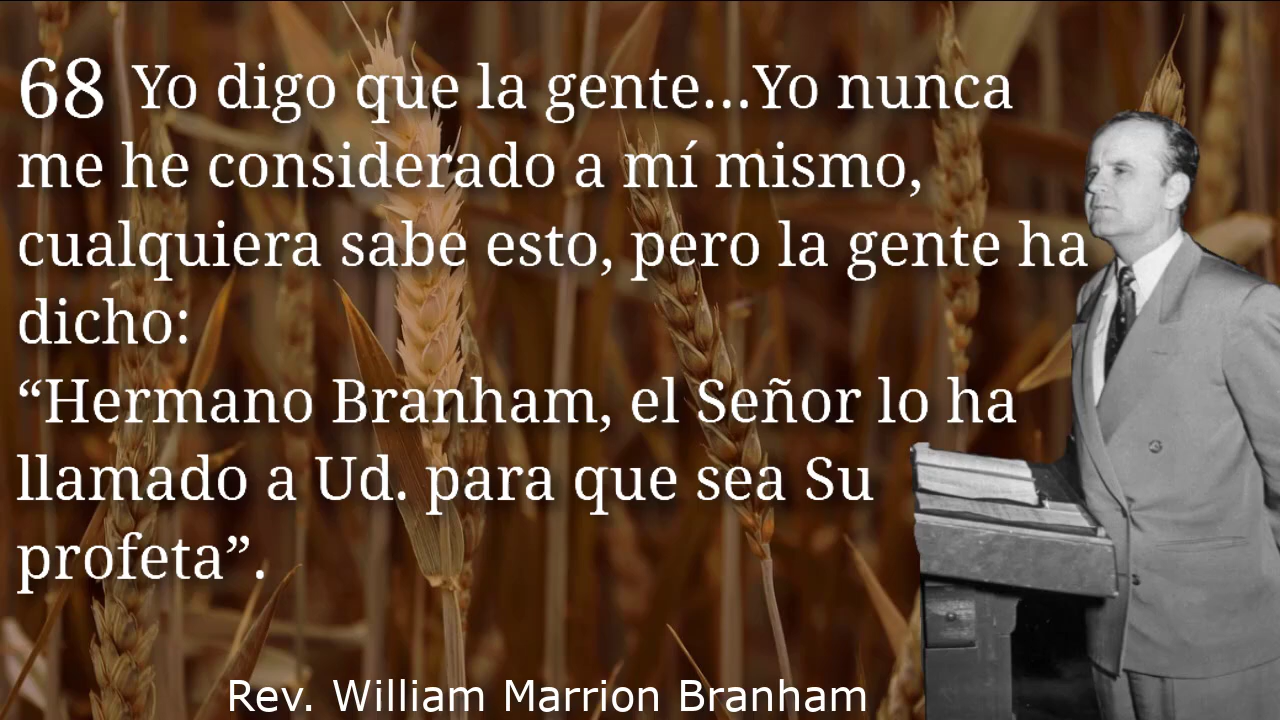 68 Yo digo que la gente...Yo nunca
me he considerado a mí mismo,
cualquiera sabe esto, pero la gente ha
dicho:
“Hermano Branham, el Señor lo ha
llamado a Ud. para que sea Su
profeta”.
Rev. William Marrion Branham